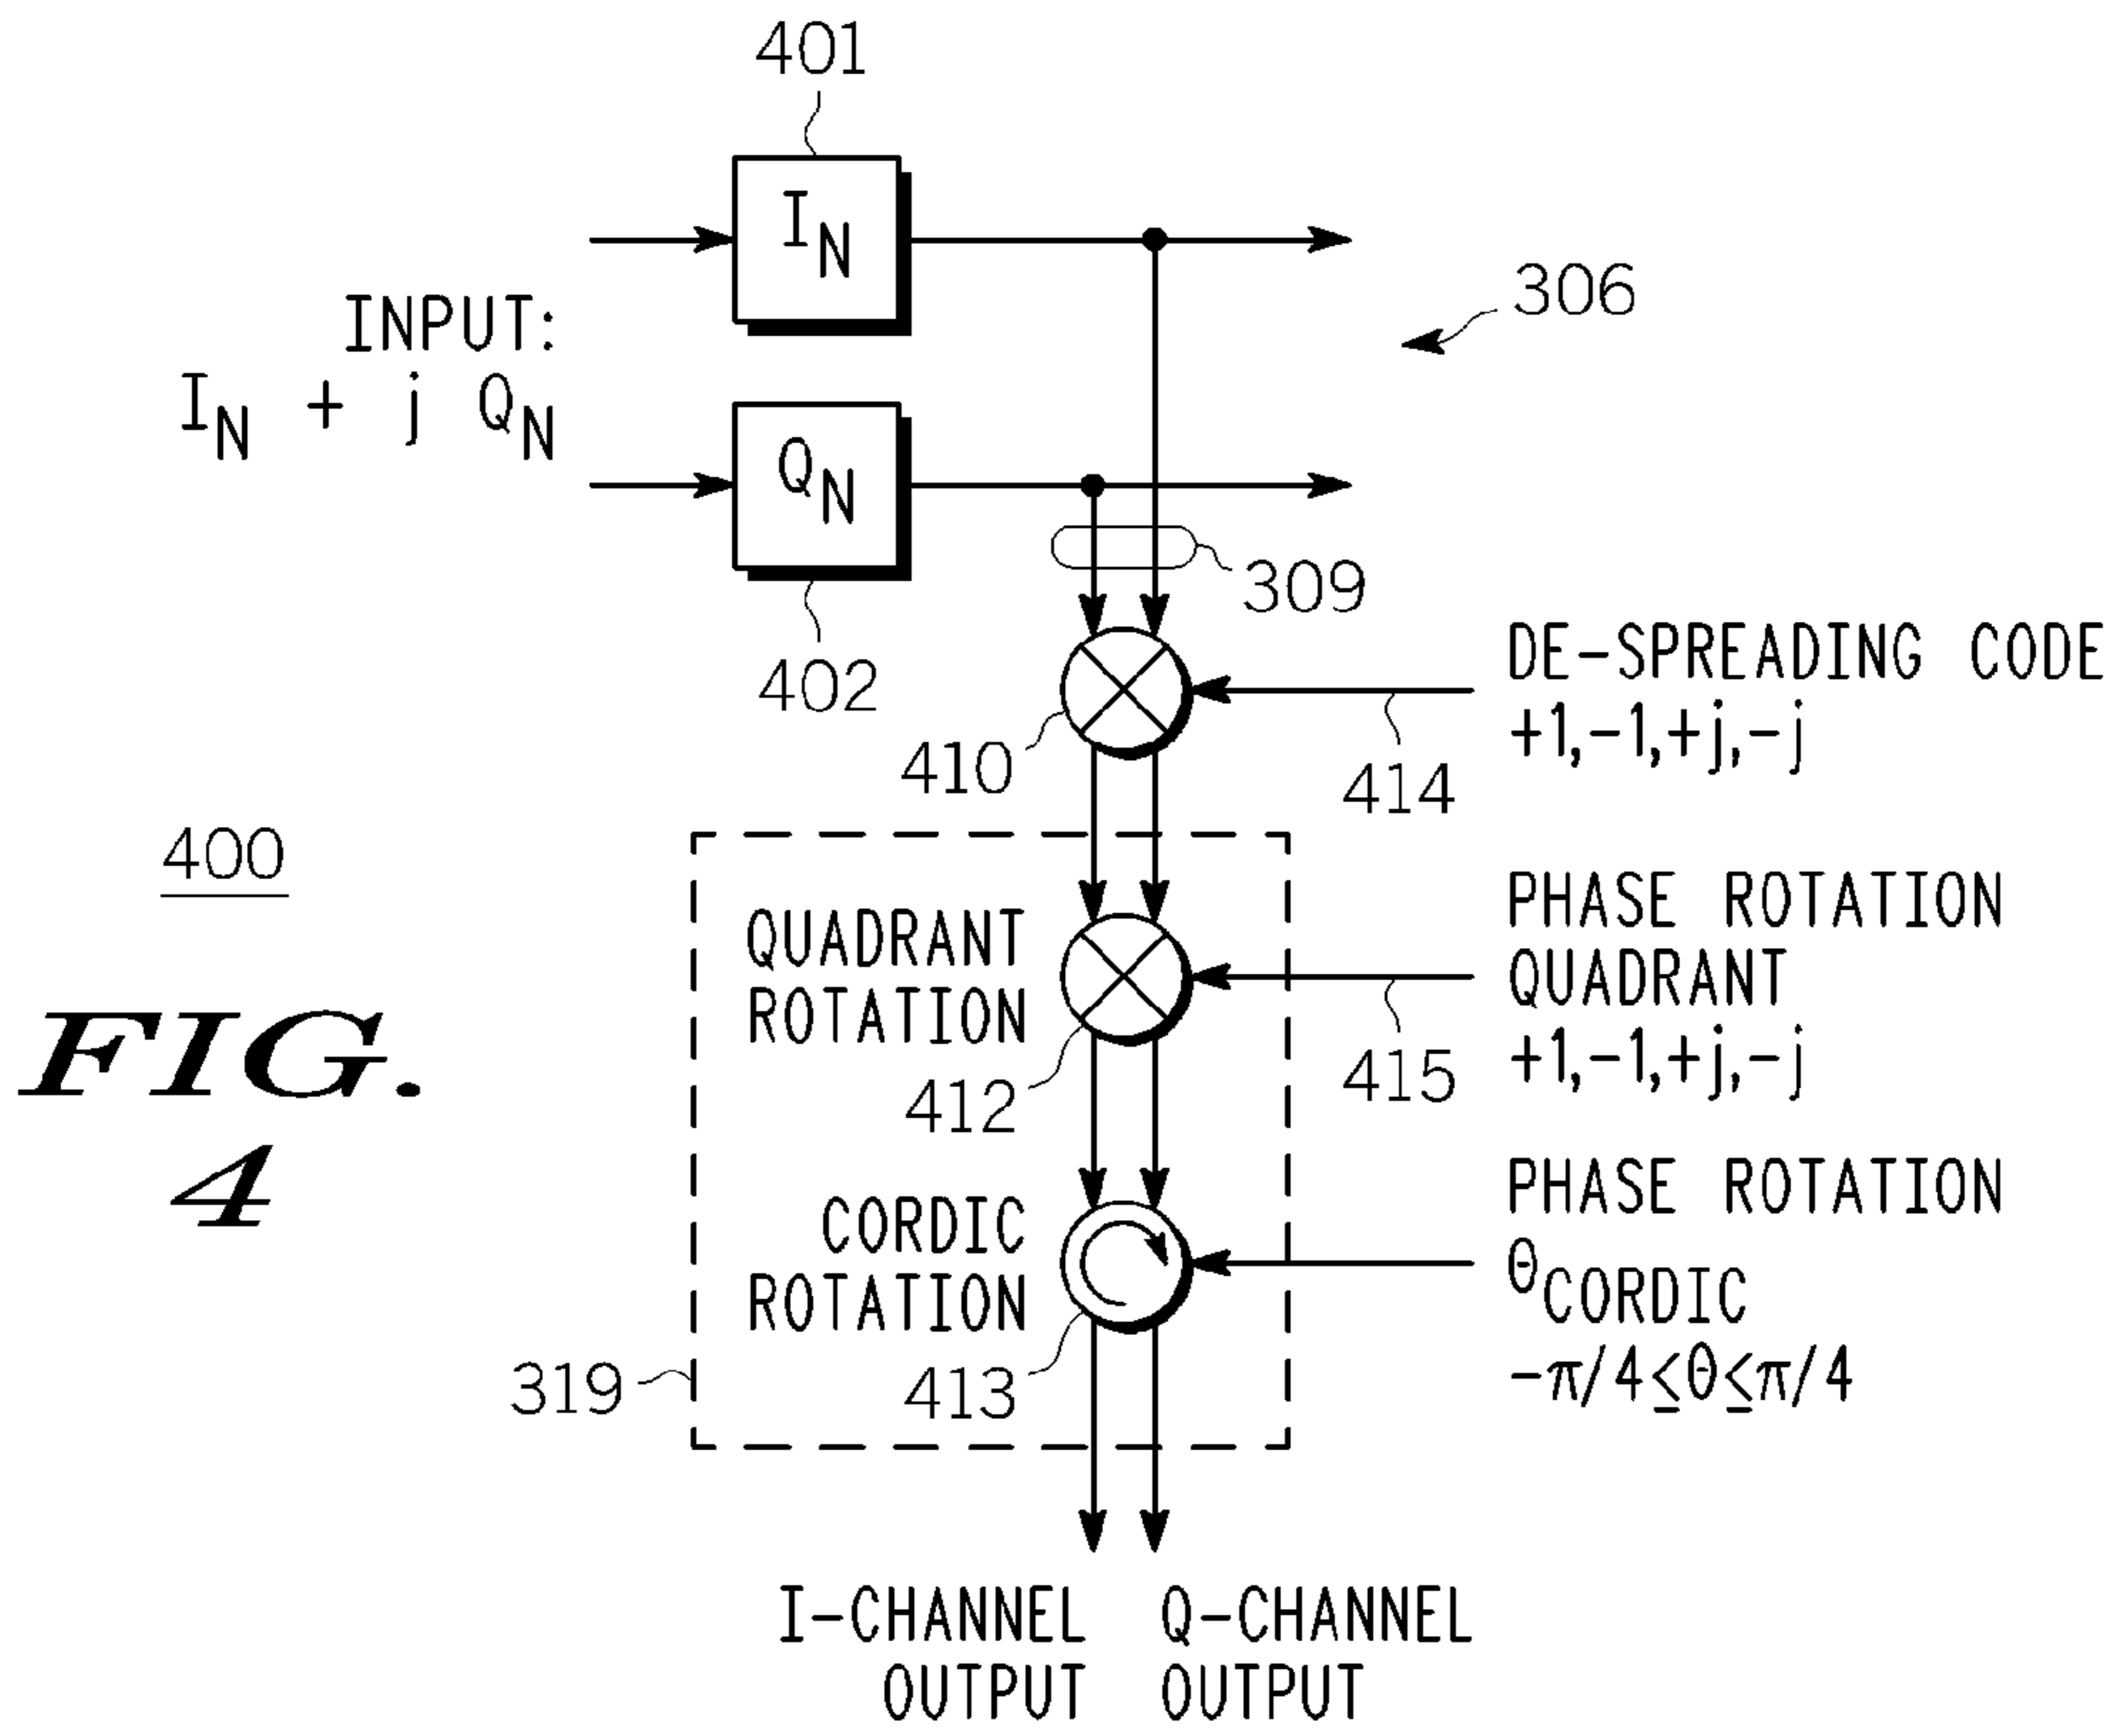 401
I_N
306
INPUT:
I_N + j Q_N
Q_N
309
402
DE-SPREADING CODE
+1,-1,+j,-j
410
414
400
PHASE ROTATION
QUADRANT
+1,-1,+j,-j
QUADRANT
ROTATION
412
415
FIG.
4
PHASE ROTATION
θ_CORDIC
-π/4≤θ≤π/4
CORDIC
ROTATION
319
413
I-CHANNEL
OUTPUT
Q-CHANNEL
OUTPUT